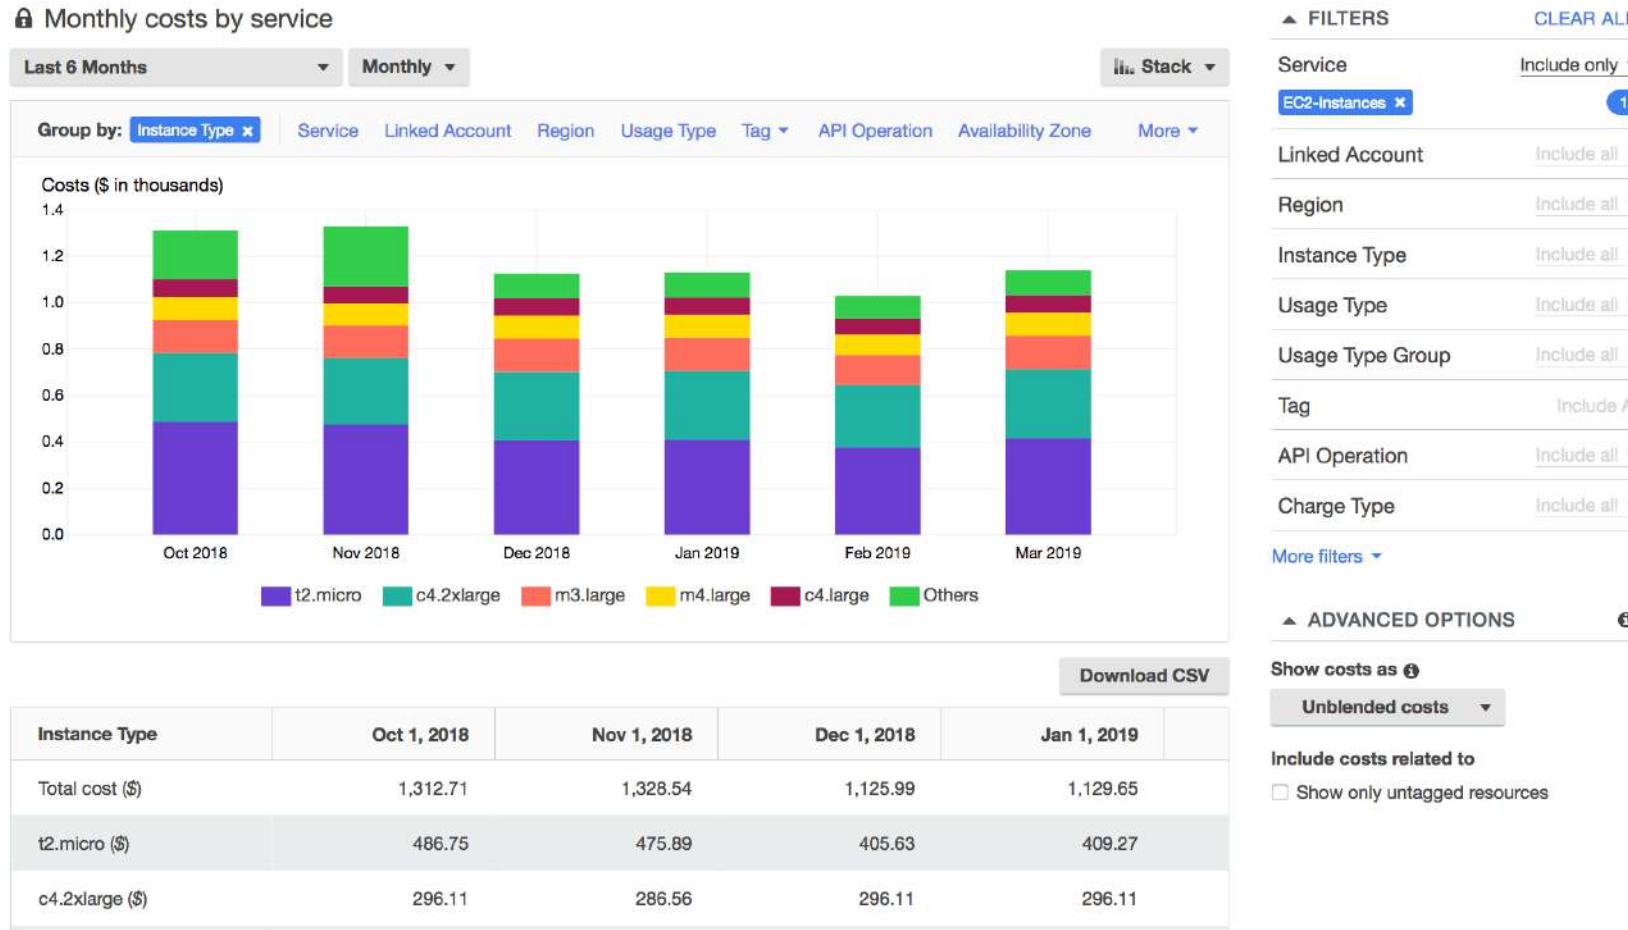 Monthly costs by service
Last 6 Months Monthly Stack
Group by: Instance Type × Service Linked Account Region Usage Type Tag API Operation Availability Zone More
Costs ($ in thousands)
1.4
1.2
1.0
0.8
0.6
0.4
0.2
0.0
Oct 2018 Nov 2018 Dec 2018 Jan 2019 Feb 2019 Mar 2019
t2.micro c4.2xlarge m3.large m4.large c4.large Others
Download CSV
Instance Type Oct 1, 2018 Nov 1, 2018 Dec 1, 2018 Jan 1, 2019
Total cost ($) 1,312.71 1,328.54 1,125.99 1,129.65
t2.micro ($) 486.75 475.89 405.63 409.27
c4.2xlarge ($) 296.11 286.56 296.11 296.11
FILTERS CLEAR ALL
Service Include only
EC2-Instances × 1
Linked Account Include all
Region Include all
Instance Type Include all
Usage Type Include all
Usage Type Group Include all
Tag Include
API Operation Include all
Charge Type Include all
More filters
ADVANCED OPTIONS
Show costs as
Unblended costs
Include costs related to
Show only untagged resources